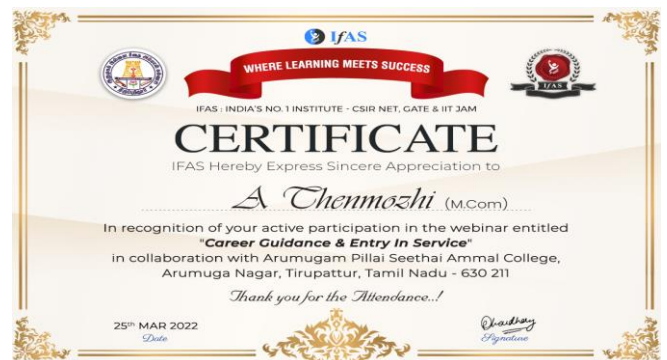 IfAS
WHERE LEARNING MEETS SUCCESS
IFAS
IFAS : INDIA'S NO. 1 INSTITUTE - CSIR NET, GATE & IIT JAM
CERTIFICATE
IFAS Hereby Express Sincere Appreciation to
A Thenmozhi (M.Com)
In recognition of your active participation in the webinar entitled
"Career Guidance & Entry In Service"
in collaboration with Arumugam Pillai Seethai Ammal College,
Arumuga Nagar, Tirupattur, Tamil Nadu - 630 211
Thank you for the Attendance..!
25th MAR 2022
Date
Chaudhary
Signature